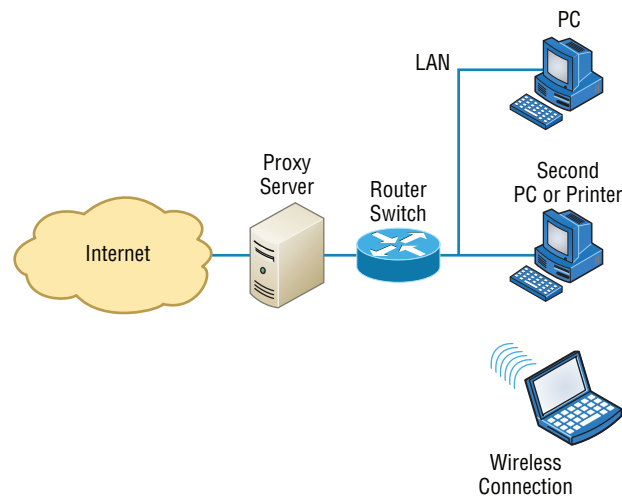 PC
LAN
Proxy
Server
Router
Switch
Second
PC or Printer
Internet
Wireless
Connection